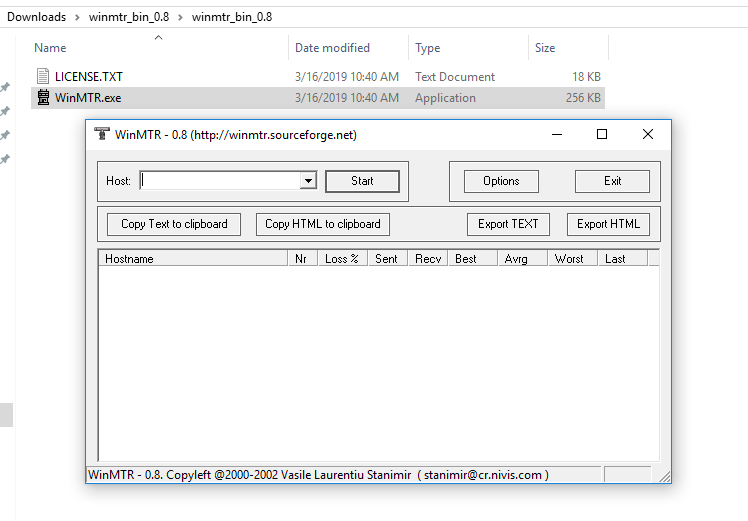 Downloads > winmtr_bin_0.8 > winmtr_bin_0.8
Name Date modified Type Size
LICENSE.TXT 3/16/2019 10:40 AM Text Document 18 KB
WinMTR.exe 3/16/2019 10:40 AM Application 256 KB
WinMTR - 0.8 (http://winmtr.sourceforge.net)
Host: Start Options Exit
Copy Text to clipboard Copy HTML to clipboard Export TEXT Export HTML
Hostname Nr Loss % Sent Recv Best Avrg Worst Last
WinMTR - 0.8. Copyleft @2000-2002 Vasile Laurentiu Stanimir ( stanimir@cr.nivis.com )